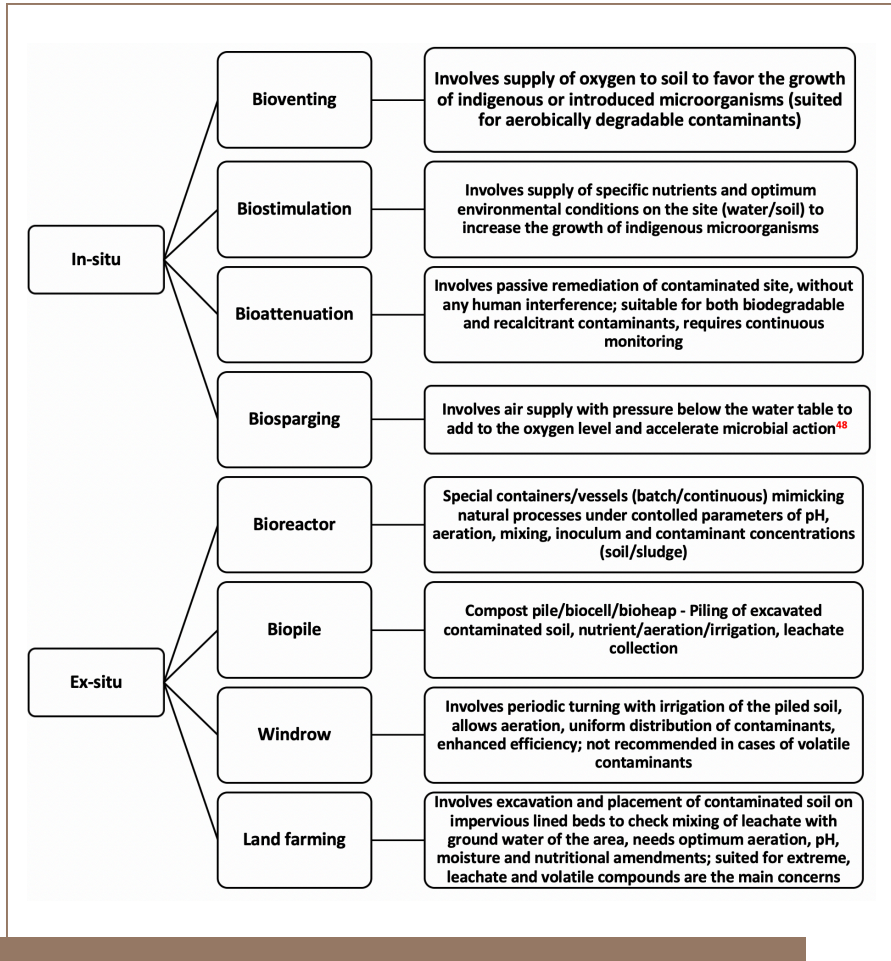 In-situ
Bioventing
Involves supply of oxygen to soil to favor the growth
of indigenous or introduced microorganisms (suited
for aerobically degradable contaminants)
Biostimulation
Involves supply of specific nutrients and optimum
environmental conditions on the site (water/soil) to
increase the growth of indigenous microorganisms
Bioattenuation
Involves passive remediation of contaminated site, without
any human interference; suitable for both biodegradable
and recalcitrant contaminants, requires continuous
monitoring
Biosparging
Involves air supply with pressure below the water table to
add to the oxygen level and accelerate microbial action48
Ex-situ
Bioreactor
Special containers/vessels (batch/continuous) mimicking
natural processes under contolled parameters of pH,
aeration, mixing, inoculum and contaminant concentrations
(soil/sludge)
Biopile
Compost pile/biocell/bioheap - Piling of excavated
contaminated soil, nutrient/aeration/irrigation, leachate
collection
Windrow
Involves periodic turning with irrigation of the piled soil,
allows aeration, uniform distribution of contaminants,
enhanced efficiency; not recommended in cases of volatile
contaminants
Land farming
Involves excavation and placement of contaminated soil on
impervious lined beds to check mixing of leachate with
ground water of the area, needs optimum aeration, pH,
moisture and nutritional amendments; suited for extreme,
leachate and volatile compounds are the main concerns